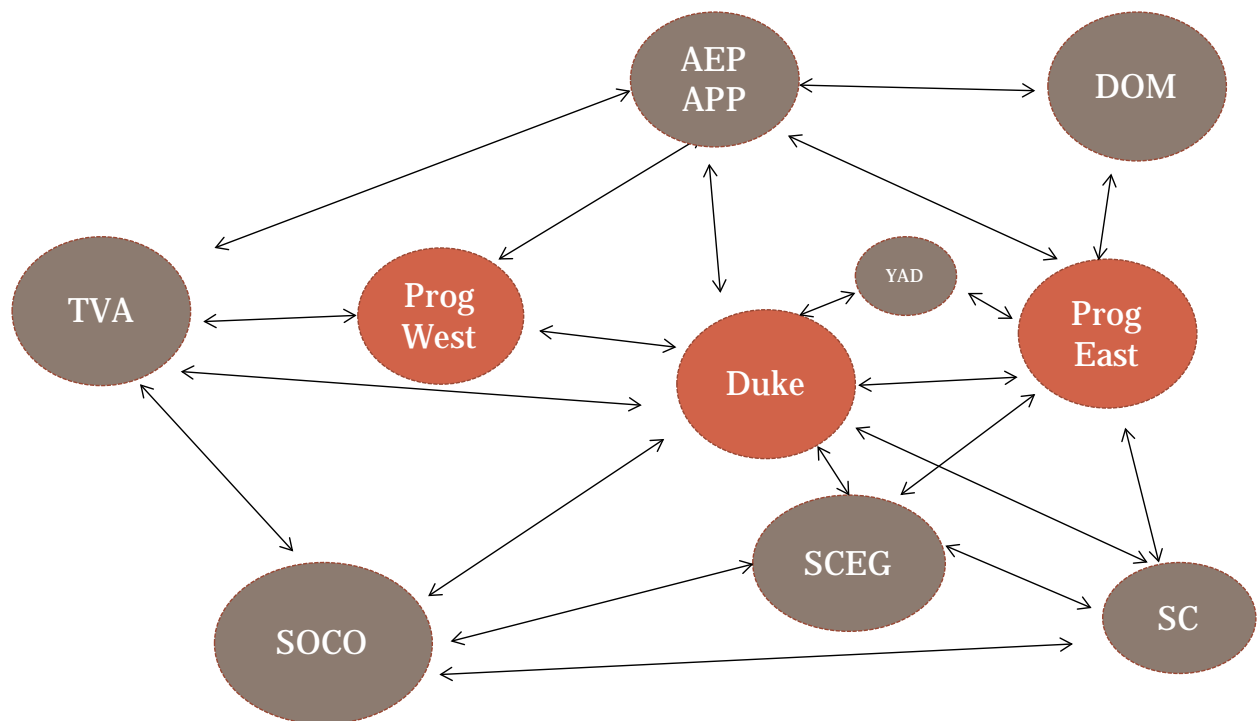 AEP
APP
DOM
TVA
Prog
West
YAD
Prog
East
Duke
SCEG
SOCO
SC